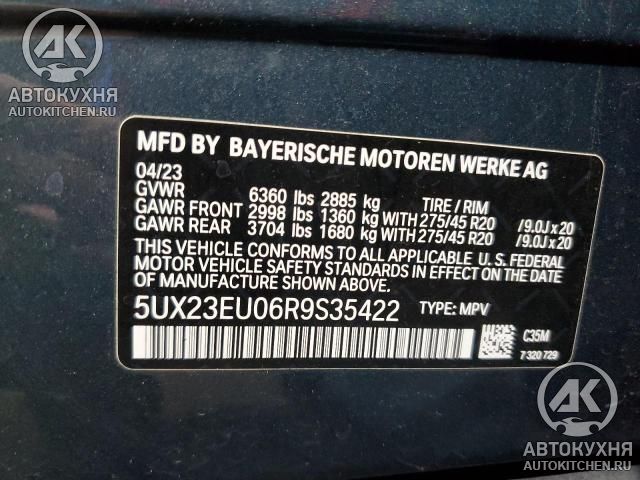 АК
АВТОКУХНЯ
AUTOKITCHEN.RU
MFD BY BAYERISCHE MOTOREN WERKE AG
04/23
GVWR 6360 lbs 2885 kg TIRE / RIM
GAWR FRONT 2998 lbs 1360 kg WITH 275/45 R20 /9.0J x 20
GAWR REAR 3704 lbs 1680 kg WITH 275/45 R20 /9.0J x 20
THIS VEHICLE CONFORMS TO ALL APPLICABLE U. S. FEDERAL
MOTOR VEHICLE SAFETY STANDARDS IN EFFECT ON THE DATE
OF MANUFACTURE SHOWN ABOVE.
5UX23EU06R9S35422 TYPE: MPV
C35M
7 320 729
АК
АВТОКУХНЯ
AUTOKITCHEN.RU